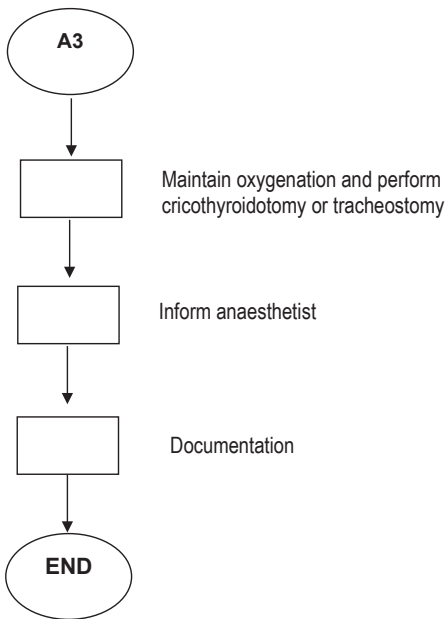 A3
Maintain oxygenation and perform
cricothyroidotomy or tracheostomy
Inform anaesthetist
Documentation
END